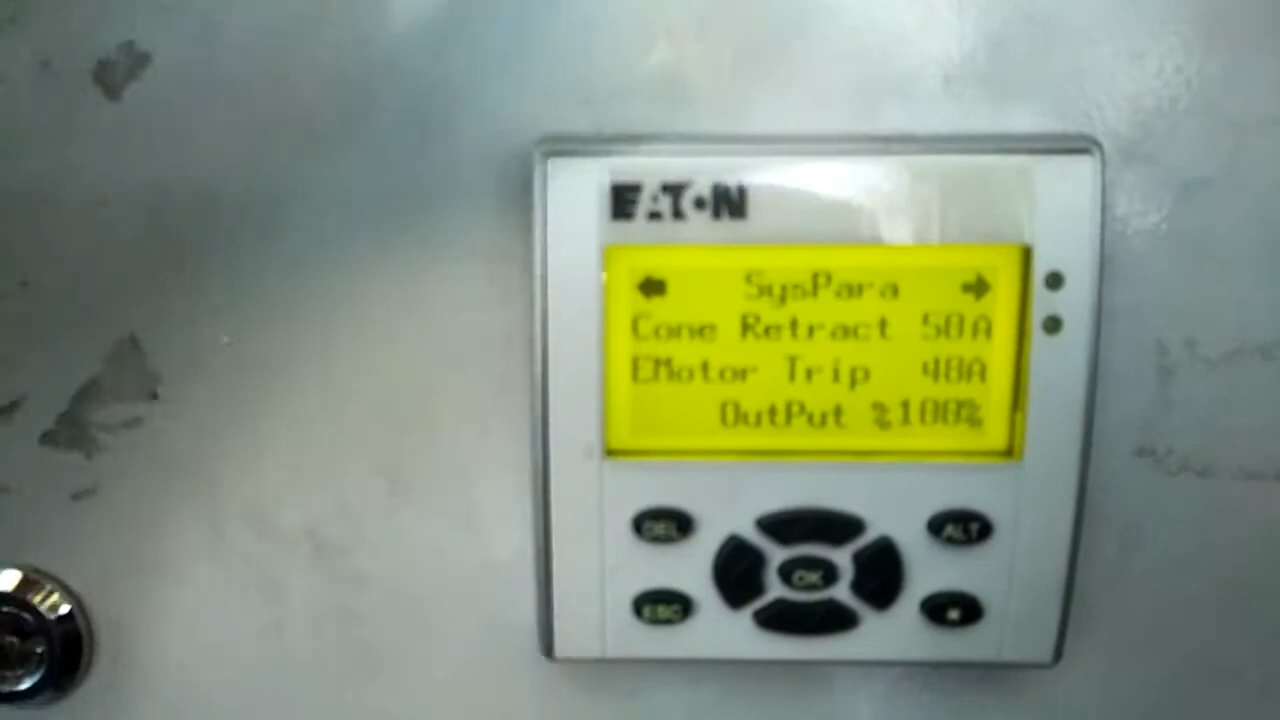 EATON
SysPara
Cone Retract 50A
EMotor Trip 48A
OutPut %100%
DEL
ALT
OK
ESC